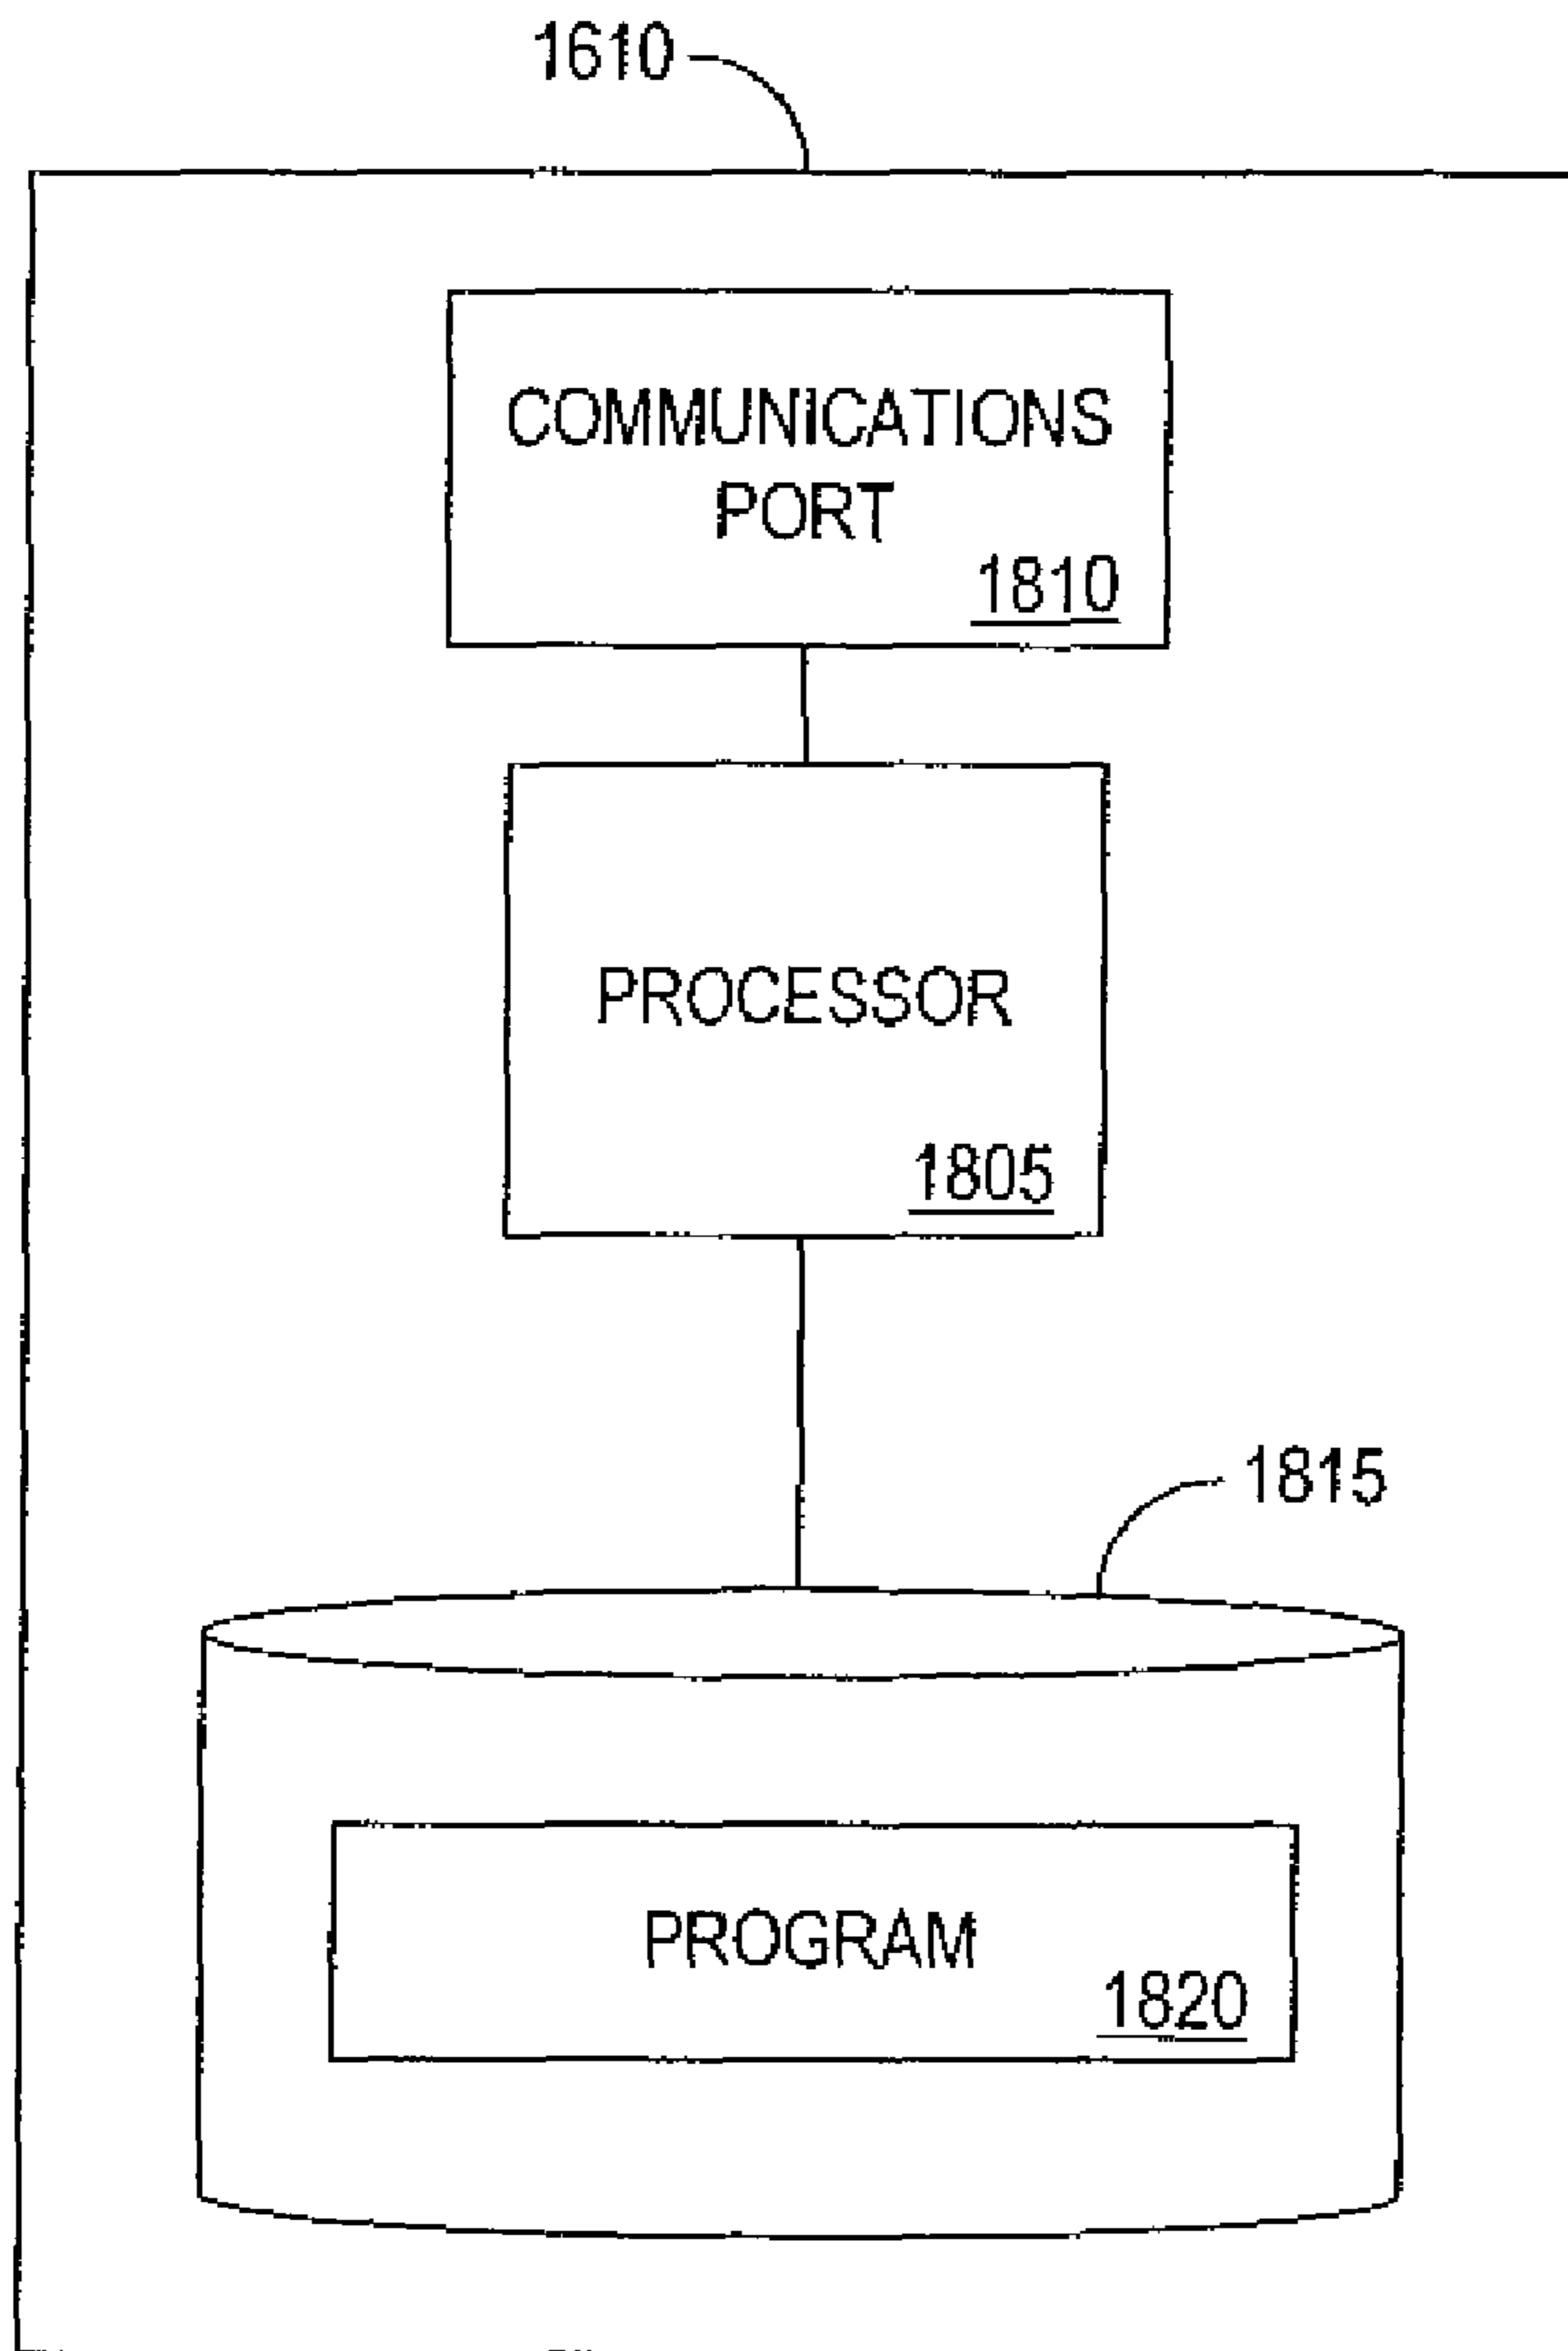 1610
COMMUNICATIONS
PORT
1810
PROCESSOR
1805
1815
PROGRAM
1820